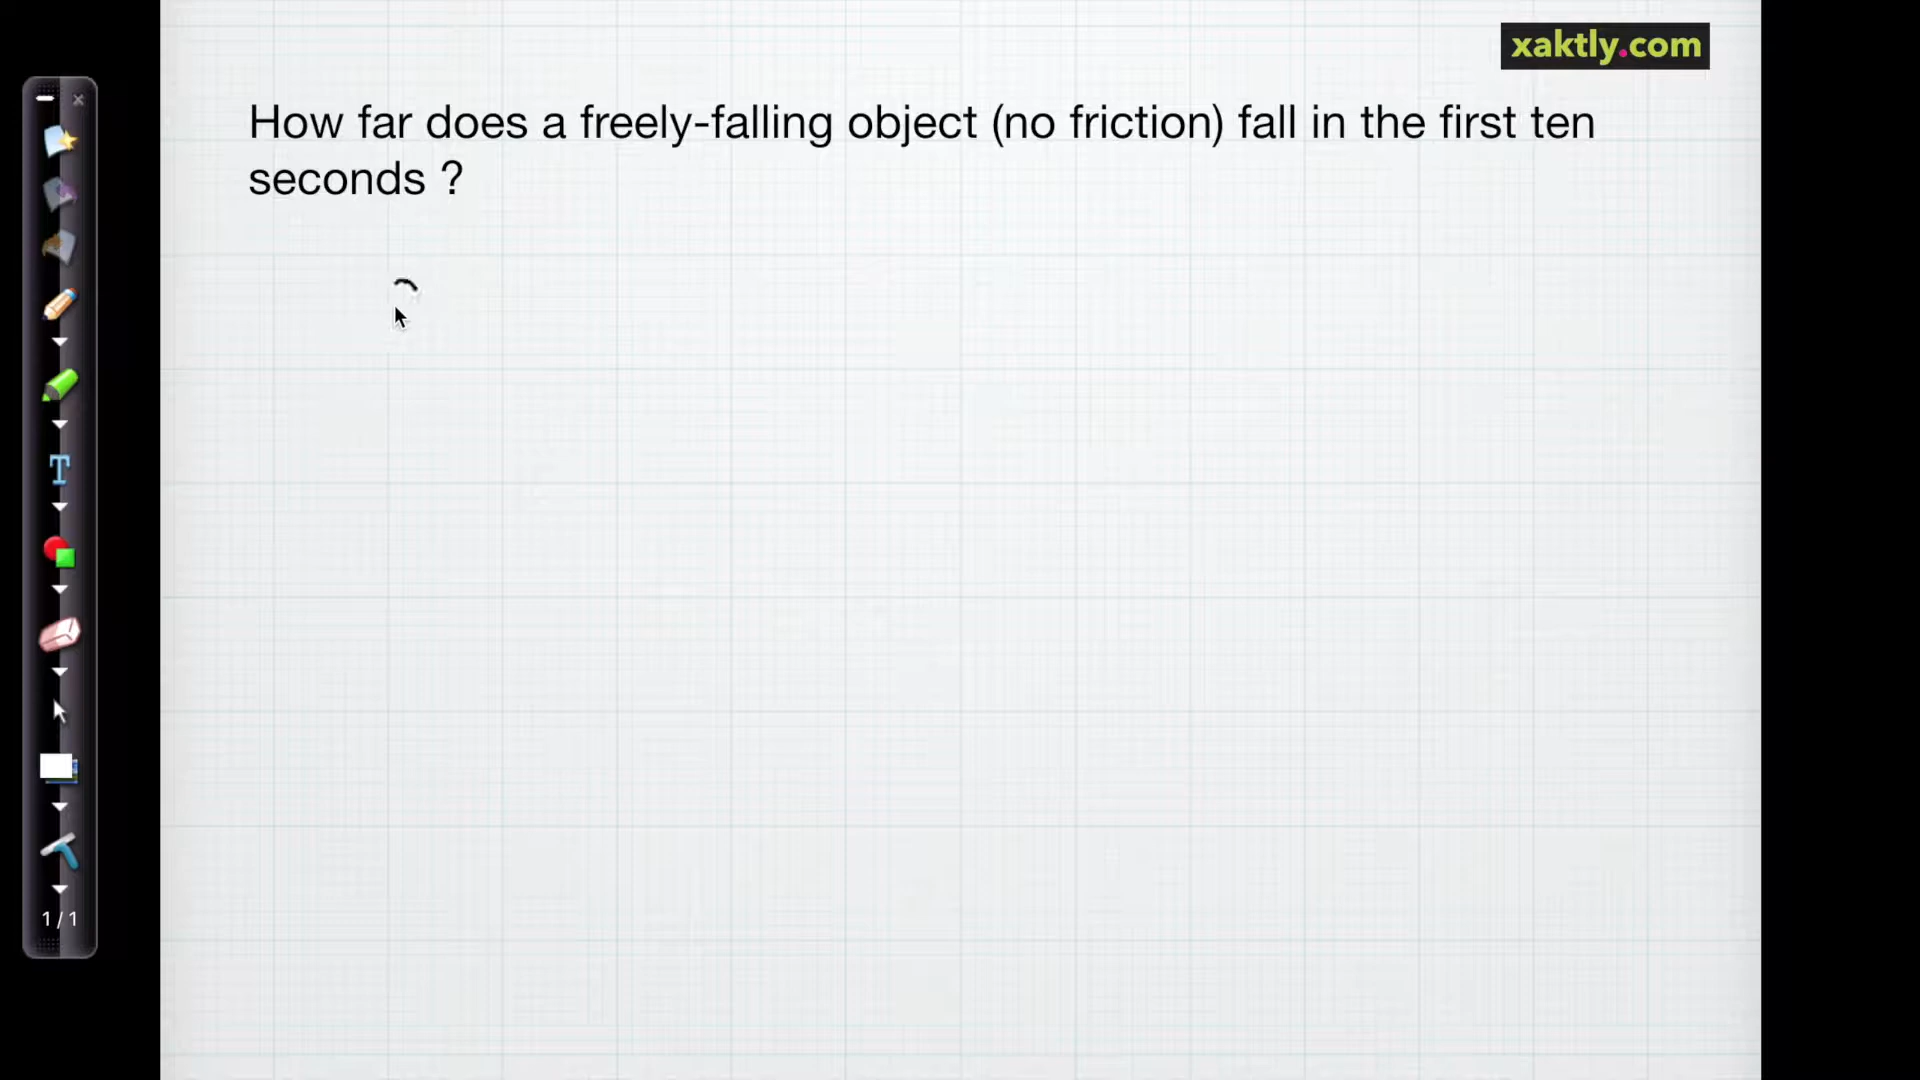 xaktly.com
How far does a freely-falling object (no friction) fall in the first ten
seconds ?
T
1/1